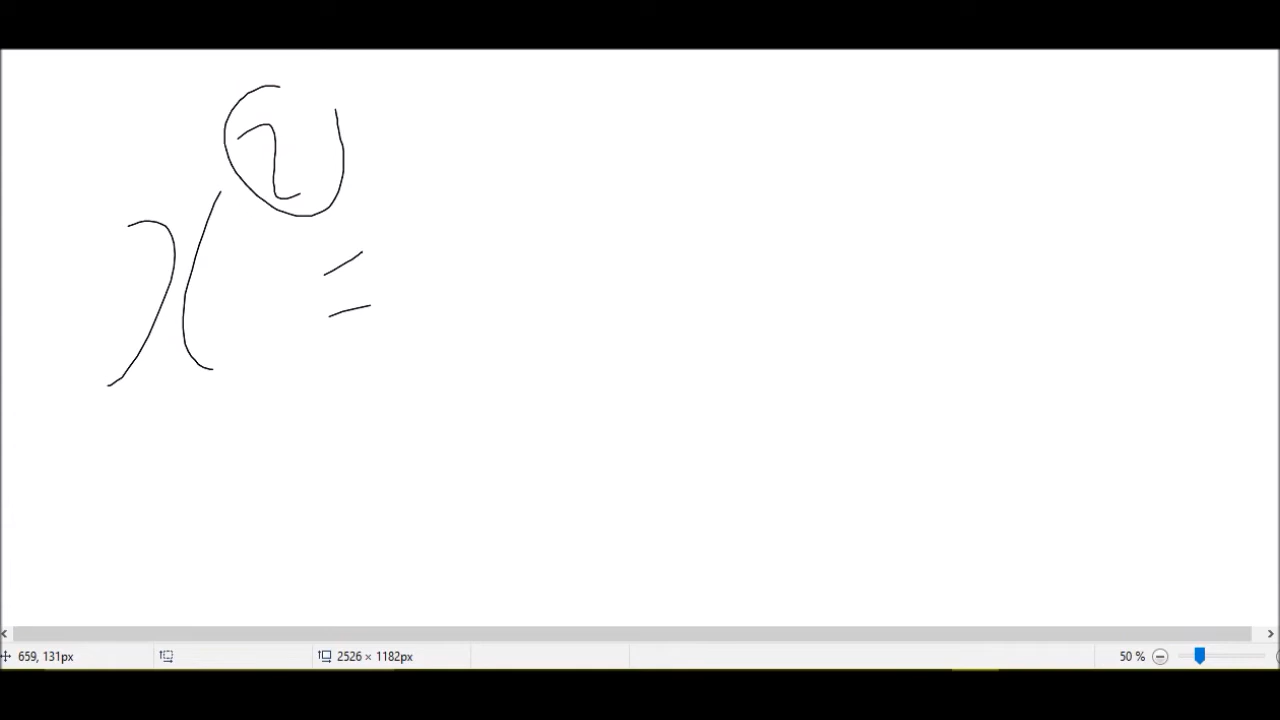 x² =
659, 131px 2526 × 1182px 50 %